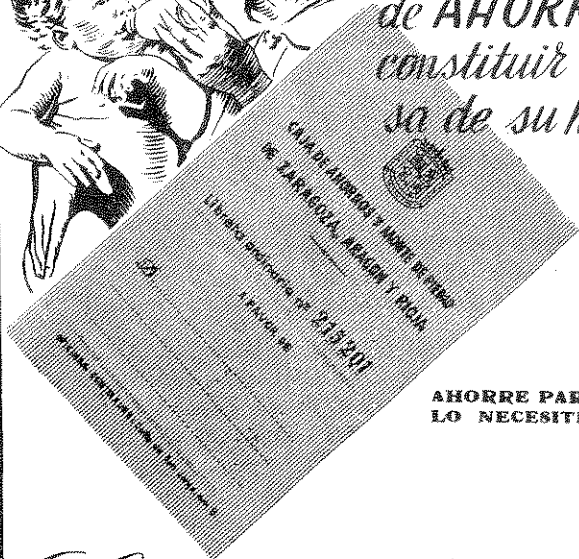 de AHORR
constituir
sa de su h
CAJA DE AHORROS Y MONTE DE PIEDAD
DE ZARAGOZA, ARAGON Y RIOJA
Libreta ordinaria nº 215201
A FAVOR DE
AHORRE PAR
LO NECESIT